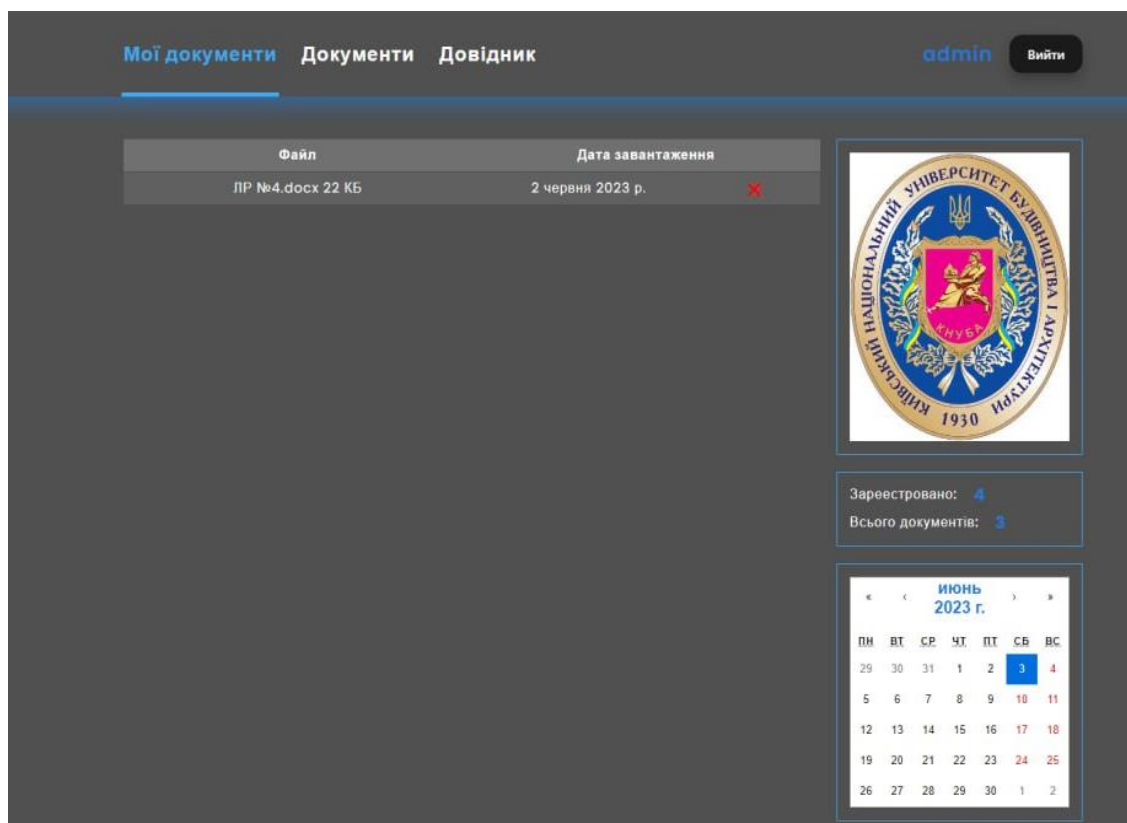 Мої документи Документи Довідник admin Вийти
Файл Дата завантаження
ЛР №4.docx 22 КБ 2 червня 2023 р.
КИЇВСЬКИЙ НАЦІОНАЛЬНИЙ УНІВЕРСИТЕТ БУДІВНИЦТВА І АРХІТЕКТУРИ
КНУБА
1930
Зареестровано: 4
Всього документів: 3
« ‹ июнь › »
2023 г.
ПН ВТ СР ЧТ ПТ СБ ВС
29 30 31 1 2 3 4
5 6 7 8 9 10 11
12 13 14 15 16 17 18
19 20 21 22 23 24 25
26 27 28 29 30 1 2